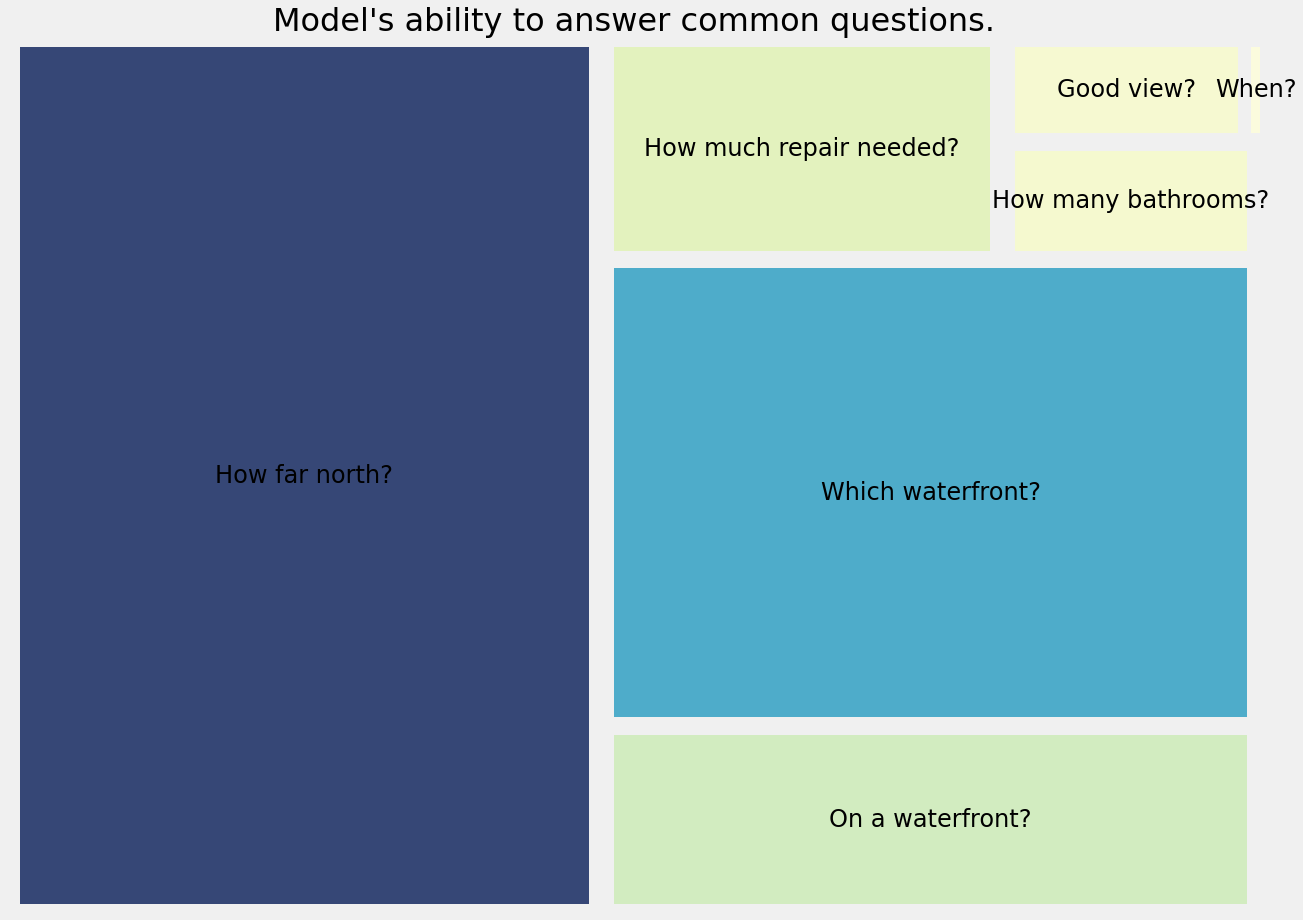 Model's ability to answer common questions.
How far north?
How much repair needed?
Good view?
When?
How many bathrooms?
Which waterfront?
On a waterfront?